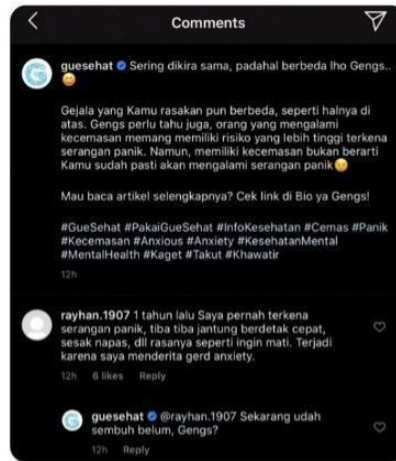 Comments
guesehat Sering dikira sama, padahal berbeda lho Gengs..
Gejala yang Kamu rasakan pun berbeda, seperti halnya di
atas. Gengs perlu tahu juga, orang yang mengalami
kecemasan memang memiliki risiko yang lebih tinggi terkena
serangan panik. Namun, memiliki kecemasan bukan berarti
Kamu sudah pasti akan mengalami serangan panik
Mau baca artikel selengkapnya? Cek link di Bio ya Gengs!
#GueSehat #PakaiGueSehat #InfoKesehatan #Cemas #Panik
#Kecemasan #Anxious #Anxiety #KesehatanMental
#MentalHealth #Kaget #Takut #Khawatir
12h
rayhan.1907 1 tahun lalu Saya pernah terkena
serangan panik, tiba tiba jantung berdetak cepat,
sesak napas, dll rasanya seperti ingin mati. Terjadi
karena saya menderita gerd anxiety.
12h 6 likes Reply
guesehat @rayhan.1907 Sekarang udah
sembuh belum, Gengs?
12h Reply